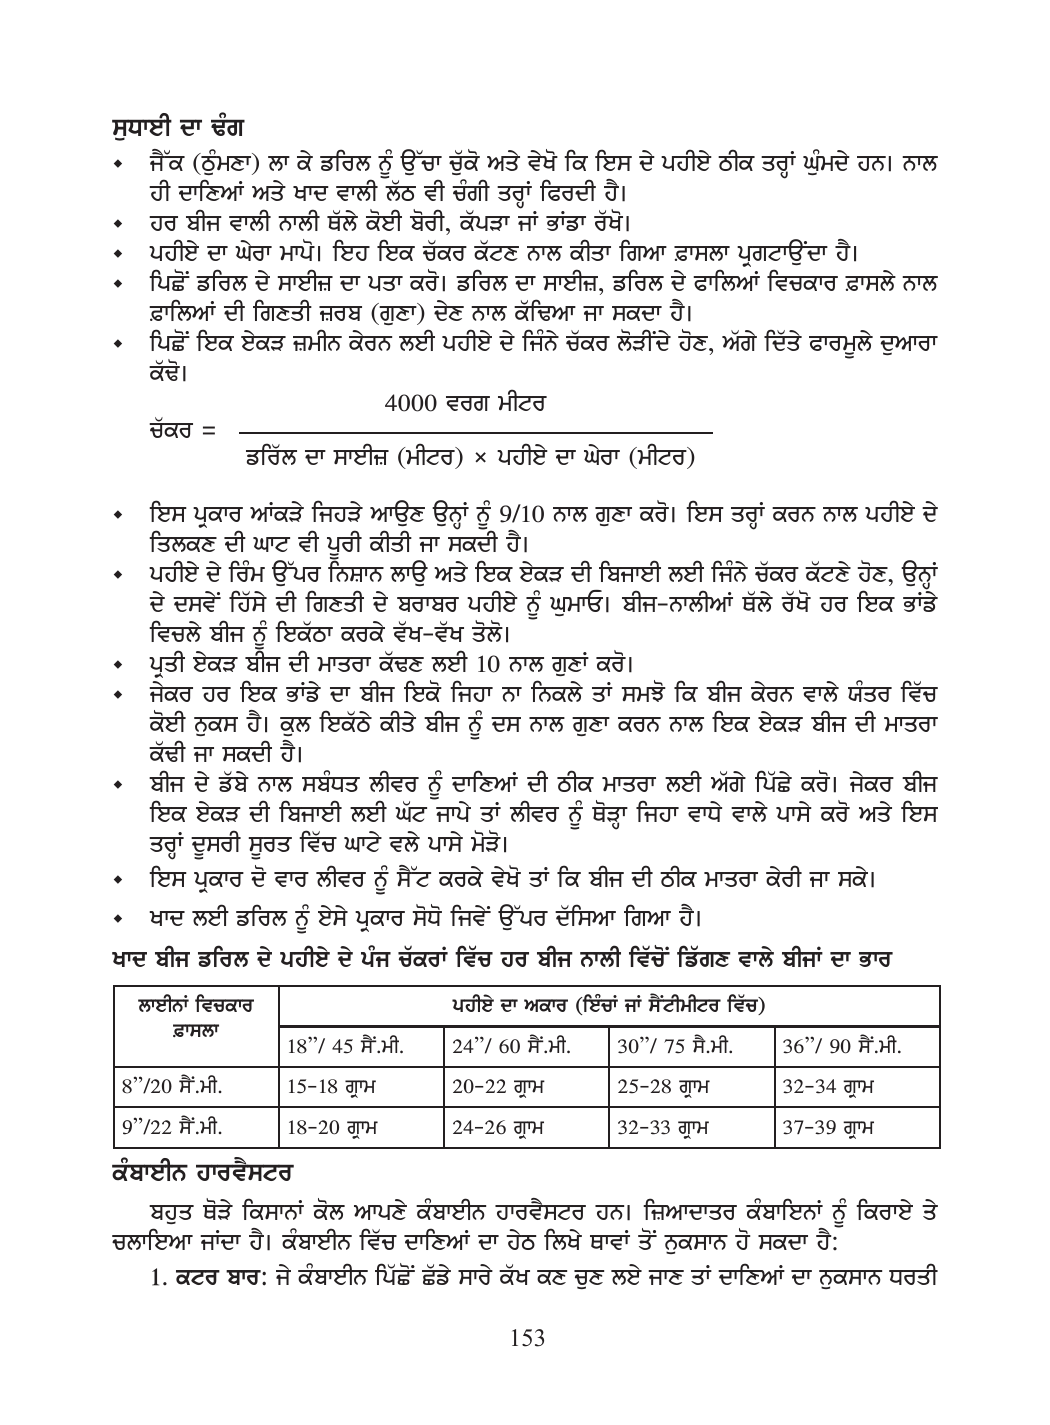 ਸੁਧਾਈ ਦਾ ਢੰਗ
◆ ਜੈੱਕ (ਠੁੰਮਣਾ) ਲਾ ਕੇ ਡਰਿਲ ਨੂੰ ਉੱਚਾ ਚੁੱਕੋ ਅਤੇ ਵੇਖੋ ਕਿ ਇਸ ਦੇ ਪਹੀਏ ਠੀਕ ਤਰ੍ਹਾਂ ਘੁੰਮਦੇ ਹਨ। ਨਾਲ
ਹੀ ਦਾਣਿਆਂ ਅਤੇ ਖਾਦ ਵਾਲੀ ਲੱਠ ਵੀ ਚੰਗੀ ਤਰ੍ਹਾਂ ਫਿਰਦੀ ਹੈ।
◆ ਹਰ ਬੀਜ ਵਾਲੀ ਨਾਲੀ ਥੱਲੇ ਕੋਈ ਬੋਰੀ, ਕੱਪੜਾ ਜਾਂ ਭਾਂਡਾ ਰੱਖੋ।
◆ ਪਹੀਏ ਦਾ ਘੇਰਾ ਮਾਪੋ। ਇਹ ਇਕ ਚੱਕਰ ਕੱਟਣ ਨਾਲ ਕੀਤਾ ਗਿਆ ਫ਼ਾਸਲਾ ਪ੍ਰਗਟਾਉਂਦਾ ਹੈ।
◆ ਪਿਛੋਂ ਡਰਿਲ ਦੇ ਸਾਈਜ਼ ਦਾ ਪਤਾ ਕਰੋ। ਡਰਿਲ ਦਾ ਸਾਈਜ਼, ਡਰਿਲ ਦੇ ਫਾਲਿਆਂ ਵਿਚਕਾਰ ਫ਼ਾਸਲੇ ਨਾਲ
ਫ਼ਾਲਿਆਂ ਦੀ ਗਿਣਤੀ ਜ਼ਰਬ (ਗੁਣਾ) ਦੇਣ ਨਾਲ ਕੱਢਿਆ ਜਾ ਸਕਦਾ ਹੈ।
◆ ਪਿਛੋਂ ਇਕ ਏਕੜ ਜ਼ਮੀਨ ਕੇਰਨ ਲਈ ਪਹੀਏ ਦੇ ਜਿੰਨੇ ਚੱਕਰ ਲੋੜੀਂਦੇ ਹੋਣ, ਅੱਗੇ ਦਿੱਤੇ ਫਾਰਮੂਲੇ ਦੁਆਰਾ
ਕੱਢੋ।
4000 ਵਰਗ ਮੀਟਰ
ਚੱਕਰ =
ਡਰਿੱਲ ਦਾ ਸਾਈਜ਼ (ਮੀਟਰ) × ਪਹੀਏ ਦਾ ਘੇਰਾ (ਮੀਟਰ)
◆ ਇਸ ਪ੍ਰਕਾਰ ਆਂਕੜੇ ਜਿਹੜੇ ਆਉਣ ਉਨ੍ਹਾਂ ਨੂੰ 9/10 ਨਾਲ ਗੁਣਾ ਕਰੋ। ਇਸ ਤਰ੍ਹਾਂ ਕਰਨ ਨਾਲ ਪਹੀਏ ਦੇ
ਤਿਲਕਣ ਦੀ ਘਾਟ ਵੀ ਪੂਰੀ ਕੀਤੀ ਜਾ ਸਕਦੀ ਹੈ।
◆ ਪਹੀਏ ਦੇ ਰਿੰਮ ਉੱਪਰ ਨਿਸ਼ਾਨ ਲਾਉ ਅਤੇ ਇਕ ਏਕੜ ਦੀ ਬਿਜਾਈ ਲਈ ਜਿੰਨੇ ਚੱਕਰ ਕੱਟਣੇ ਹੋਣ, ਉਨ੍ਹਾਂ
ਦੇ ਦਸਵੇਂ ਹਿੱਸੇ ਦੀ ਗਿਣਤੀ ਦੇ ਬਰਾਬਰ ਪਹੀਏ ਨੂੰ ਘੁਮਾਓ। ਬੀਜ-ਨਾਲੀਆਂ ਥੱਲੇ ਰੱਖੋ ਹਰ ਇਕ ਭਾਂਡੇ
ਵਿਚਲੇ ਬੀਜ ਨੂੰ ਇਕੱਠਾ ਕਰਕੇ ਵੱਖ-ਵੱਖ ਤੋਲੋ।
◆ ਪ੍ਰਤੀ ਏਕੜ ਬੀਜ ਦੀ ਮਾਤਰਾ ਕੱਢਣ ਲਈ 10 ਨਾਲ ਗੁਣਾਂ ਕਰੋ।
◆ ਜੇਕਰ ਹਰ ਇਕ ਭਾਂਡੇ ਦਾ ਬੀਜ ਇਕੋ ਜਿਹਾ ਨਾ ਨਿਕਲੇ ਤਾਂ ਸਮਝੋ ਕਿ ਬੀਜ ਕੇਰਨ ਵਾਲੇ ਯੰਤਰ ਵਿੱਚ
ਕੋਈ ਨੁਕਸ ਹੈ। ਕੁਲ ਇਕੱਠੇ ਕੀਤੇ ਬੀਜ ਨੂੰ ਦਸ ਨਾਲ ਗੁਣਾ ਕਰਨ ਨਾਲ ਇਕ ਏਕੜ ਬੀਜ ਦੀ ਮਾਤਰਾ
ਕੱਢੀ ਜਾ ਸਕਦੀ ਹੈ।
◆ ਬੀਜ ਦੇ ਡੱਬੇ ਨਾਲ ਸਬੰਧਤ ਲੀਵਰ ਨੂੰ ਦਾਣਿਆਂ ਦੀ ਠੀਕ ਮਾਤਰਾ ਲਈ ਅੱਗੇ ਪਿੱਛੇ ਕਰੋ। ਜੇਕਰ ਬੀਜ
ਇਕ ਏਕੜ ਦੀ ਬਿਜਾਈ ਲਈ ਘੱਟ ਜਾਪੇ ਤਾਂ ਲੀਵਰ ਨੂੰ ਥੋੜ੍ਹਾ ਜਿਹਾ ਵਾਧੇ ਵਾਲੇ ਪਾਸੇ ਕਰੋ ਅਤੇ ਇਸ
ਤਰ੍ਹਾਂ ਦੂਸਰੀ ਸੂਰਤ ਵਿੱਚ ਘਾਟੇ ਵਲੇ ਪਾਸੇ ਮੋੜੋ।
◆ ਇਸ ਪ੍ਰਕਾਰ ਦੋ ਵਾਰ ਲੀਵਰ ਨੂੰ ਸੈੱਟ ਕਰਕੇ ਵੇਖੋ ਤਾਂ ਕਿ ਬੀਜ ਦੀ ਠੀਕ ਮਾਤਰਾ ਕੇਰੀ ਜਾ ਸਕੇ।
◆ ਖਾਦ ਲਈ ਡਰਿਲ ਨੂੰ ਏਸੇ ਪ੍ਰਕਾਰ ਸੋਧੋ ਜਿਵੇਂ ਉੱਪਰ ਦੱਸਿਆ ਗਿਆ ਹੈ।
ਖਾਦ ਬੀਜ ਡਰਿਲ ਦੇ ਪਹੀਏ ਦੇ ਪੰਜ ਚੱਕਰਾਂ ਵਿੱਚ ਹਰ ਬੀਜ ਨਾਲੀ ਵਿੱਚੋਂ ਡਿੱਗਣ ਵਾਲੇ ਬੀਜਾਂ ਦਾ ਭਾਰ
ਲਾਈਨਾਂ ਵਿਚਕਾਰ ਫ਼ਾਸਲਾ | ਪਹੀਏ ਦਾ ਅਕਾਰ (ਇੰਚਾਂ ਜਾਂ ਸੈਂਟੀਮੀਟਰ ਵਿੱਚ)
18”/ 45 ਸੈਂ.ਮੀ. | 24”/ 60 ਸੈਂ.ਮੀ. | 30”/ 75 ਸੈ.ਮੀ. | 36”/ 90 ਸੈਂ.ਮੀ.
8”/20 ਸੈਂ.ਮੀ. | 15-18 ਗ੍ਰਾਮ | 20-22 ਗ੍ਰਾਮ | 25-28 ਗ੍ਰਾਮ | 32-34 ਗ੍ਰਾਮ
9”/22 ਸੈਂ.ਮੀ. | 18-20 ਗ੍ਰਾਮ | 24-26 ਗ੍ਰਾਮ | 32-33 ਗ੍ਰਾਮ | 37-39 ਗ੍ਰਾਮ
ਕੰਬਾਈਨ ਹਾਰਵੈਸਟਰ
ਬਹੁਤ ਥੋੜੇ ਕਿਸਾਨਾਂ ਕੋਲ ਆਪਣੇ ਕੰਬਾਈਨ ਹਾਰਵੈਸਟਰ ਹਨ। ਜ਼ਿਆਦਾਤਰ ਕੰਬਾਇਨਾਂ ਨੂੰ ਕਿਰਾਏ ਤੇ
ਚਲਾਇਆ ਜਾਂਦਾ ਹੈ। ਕੰਬਾਈਨ ਵਿੱਚ ਦਾਣਿਆਂ ਦਾ ਹੇਠ ਲਿਖੇ ਥਾਵਾਂ ਤੋਂ ਨੁਕਸਾਨ ਹੋ ਸਕਦਾ ਹੈ:
1. ਕਟਰ ਬਾਰ: ਜੇ ਕੰਬਾਈਨ ਪਿੱਛੋਂ ਛੱਡੇ ਸਾਰੇ ਕੱਖ ਕਣ ਚੁਣ ਲਏ ਜਾਣ ਤਾਂ ਦਾਣਿਆਂ ਦਾ ਨੁਕਸਾਨ ਧਰਤੀ
153